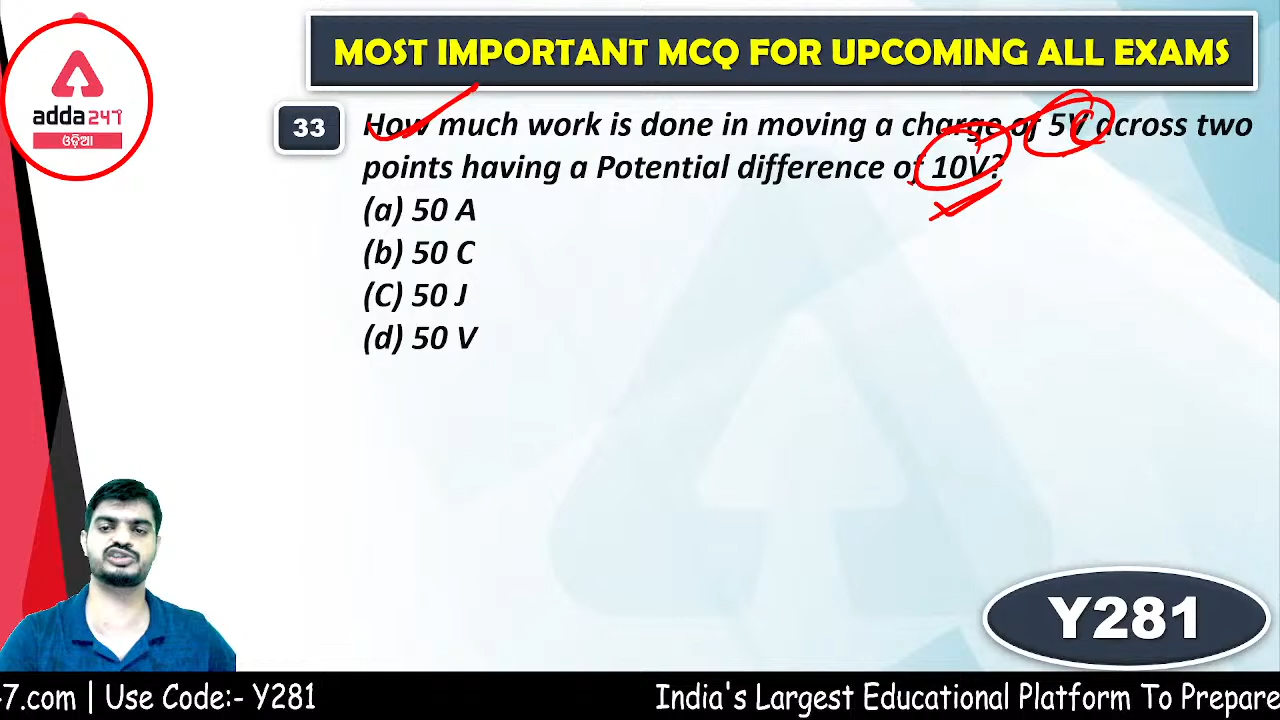 MOST IMPORTANT MCQ FOR UPCOMING ALL EXAMS
adda247
ଓଡ଼ିଆ
33
How much work is done in moving a charge of 5V across two
points having a Potential difference of 10V?
(a) 50 A
(b) 50 C
(C) 50 J
(d) 50 V
C
Y281
7.com | Use Code:- Y281
India's Largest Educational Platform To Prepare